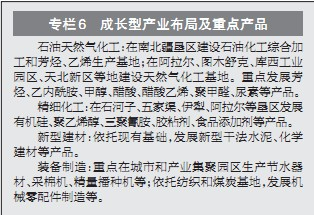 专栏6 成长型产业布局及重点产品
石油天然气化工：在南北疆垦区建设石油化工综合加
工和芳烃、乙烯生产基地；在阿拉尔、图木舒克、库西工业
园区、天北新区等地建设天然气化工基地。重点发展芳
烃、乙内酰胺、甲醇、醋酸、醋酸乙烯、聚甲醛、尿素等产品。
精细化工：在石河子、五家渠、伊犁、阿拉尔等垦区发展
有机硅、聚乙烯醇、三聚氰胺、胶粘剂、食品添加剂等产品。
新型建材：依托现有基础，发展新型干法水泥、化学
建材等产品。
装备制造：重点在城市和产业集聚园区生产节水器
材、采棉机、精量播种机等；依托纺织和煤炭基地，发展机
械零配件制造等。